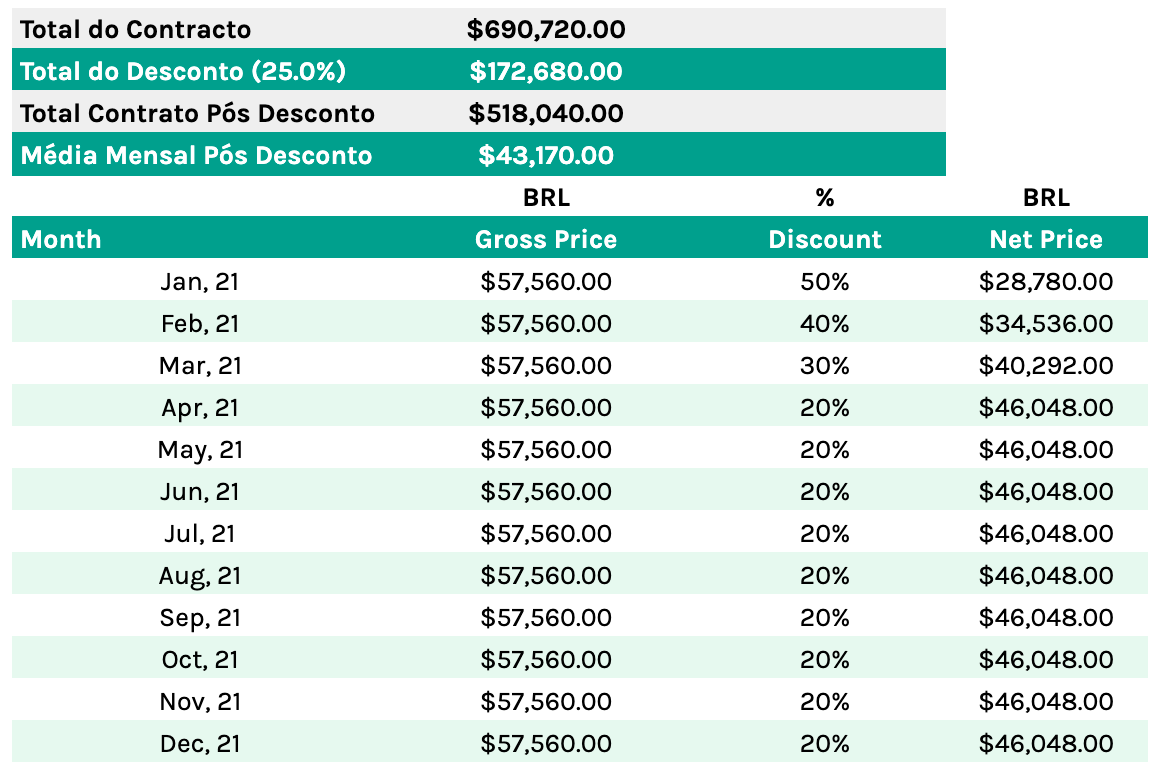 Total do Contracto $690,720.00
Total do Desconto (25.0%) $172,680.00
Total Contrato Pós Desconto $518,040.00
Média Mensal Pós Desconto $43,170.00
BRL % BRL
Month Gross Price Discount Net Price
Jan, 21 $57,560.00 50% $28,780.00
Feb, 21 $57,560.00 40% $34,536.00
Mar, 21 $57,560.00 30% $40,292.00
Apr, 21 $57,560.00 20% $46,048.00
May, 21 $57,560.00 20% $46,048.00
Jun, 21 $57,560.00 20% $46,048.00
Jul, 21 $57,560.00 20% $46,048.00
Aug, 21 $57,560.00 20% $46,048.00
Sep, 21 $57,560.00 20% $46,048.00
Oct, 21 $57,560.00 20% $46,048.00
Nov, 21 $57,560.00 20% $46,048.00
Dec, 21 $57,560.00 20% $46,048.00